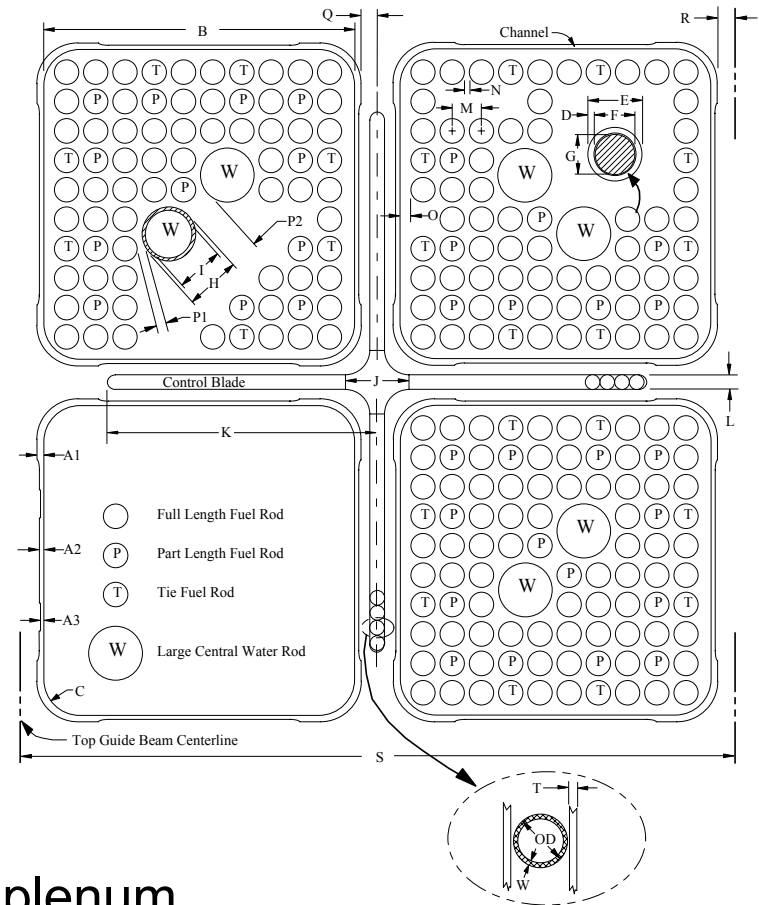 Q
B
R
Channel
T T
P P P P
T P W P T
P
W
P2
I
H
P1
T P P T
P P P
T
T T
N
M
E
D F
G
T P W T
O
P W
T P P T
P P P P
T T
Control Blade
J
L
K
A1
A2
A3
C
Full Length Fuel Rod
P Part Length Fuel Rod
T Tie Fuel Rod
W Large Central Water Rod
T T
P P P P
T P W P T
P
W P
T P P T
P P P P
T T
Top Guide Beam Centerline
S
T
OD
W
plenum